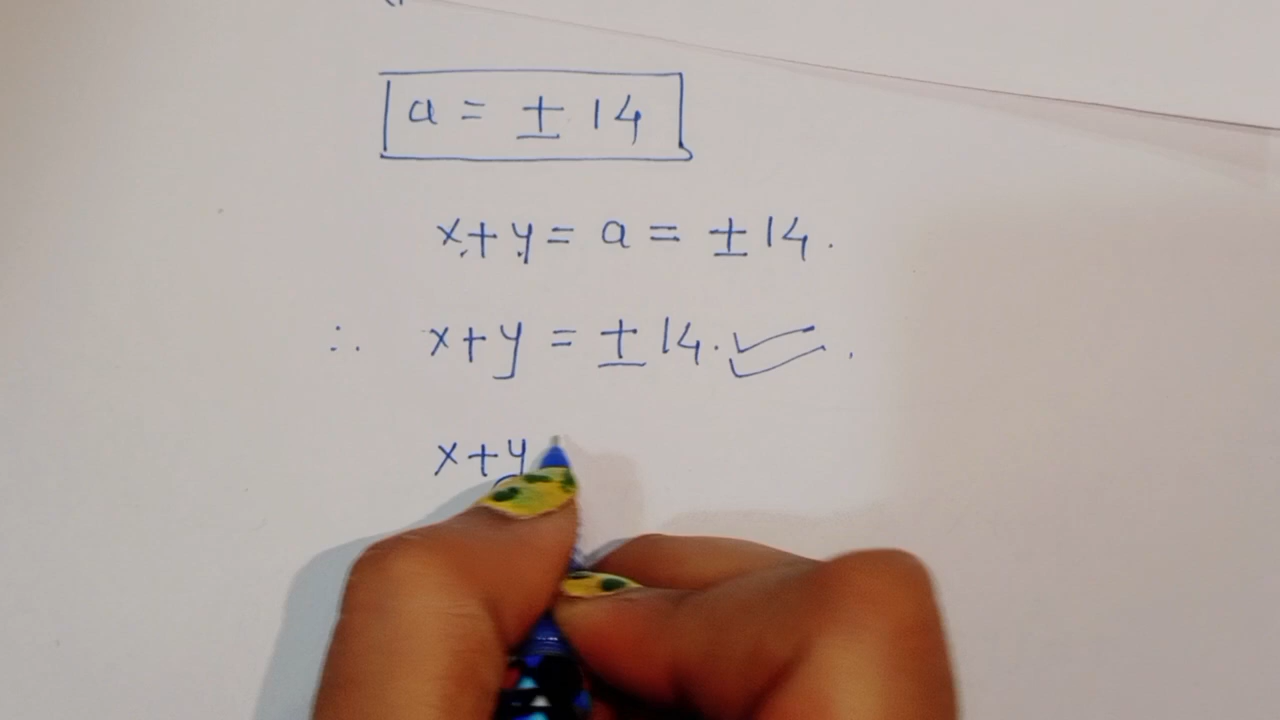 a = ± 14
x+y = a = ±14.
∴ x+y = ±14.
x+y